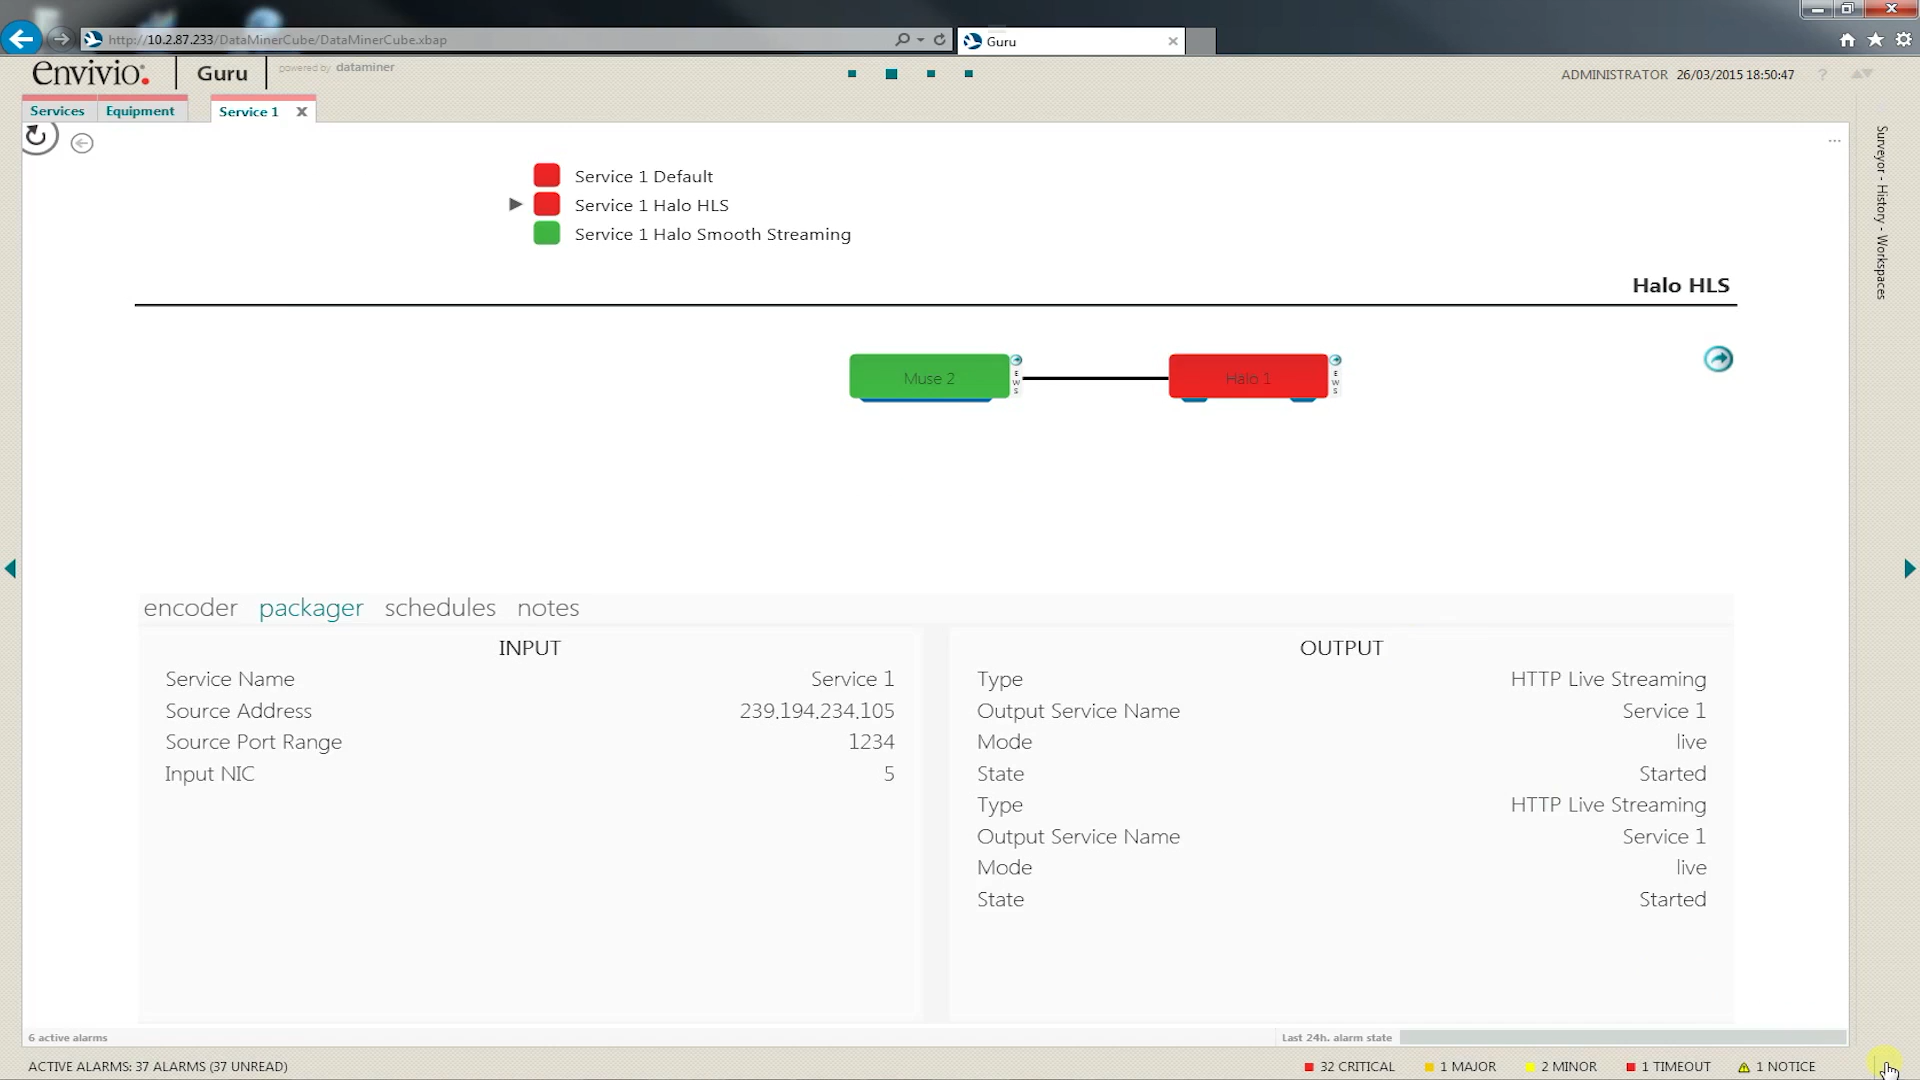 http://10.2.87.233/DataMinerCube/DataMinerCube.xbap
Guru
envivio
Guru
powered by dataminer
ADMINISTRATOR 26/03/2015 18:50:47
?
Services
Equipment
Service 1
Surveyor - History - Workspaces
Service 1 Default
Service 1 Halo HLS
Service 1 Halo Smooth Streaming
Halo HLS
Muse 2
E
W
S
Halo 1
E
W
S
encoder packager schedules notes
INPUT
Service Name Service 1
Source Address 239.194.234.105
Source Port Range 1234
Input NIC 5
OUTPUT
Type HTTP Live Streaming
Output Service Name Service 1
Mode live
State Started
Type HTTP Live Streaming
Output Service Name Service 1
Mode live
State Started
6 active alarms
Last 24h. alarm state
ACTIVE ALARMS: 37 ALARMS (37 UNREAD)
32 CRITICAL
1 MAJOR
2 MINOR
1 TIMEOUT
1 NOTICE